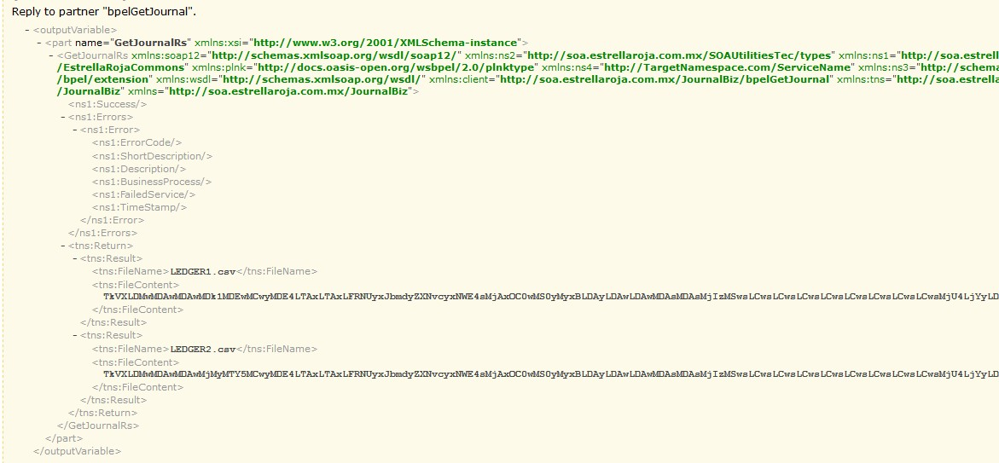 Reply to partner "bpelGetJournal".
- <outputVariable>
- <part name="GetJournalRs" xmlns:xsi="http://www.w3.org/2001/XMLSchema-instance">
- <GetJournalRs xmlns:soap12="http://schemas.xmlsoap.org/wsdl/soap12/" xmlns:ns2="http://soa.estrellaroja.com.mx/SOAUtilitiesTec/types" xmlns:ns1="http://soa.estrell
/EstrellaRojaCommons" xmlns:plnk="http://docs.oasis-open.org/wsbpel/2.0/plnktype" xmlns:ns4="http://TargetNamespace.com/ServiceName" xmlns:ns3="http://schema
/bpel/extension" xmlns:wsdl="http://schemas.xmlsoap.org/wsdl/" xmlns:client="http://soa.estrellaroja.com.mx/JournalBiz/bpelGetJournal" xmlns:tns="http://soa.estrella
/JournalBiz" xmlns="http://soa.estrellaroja.com.mx/JournalBiz">
<ns1:Success/>
- <ns1:Errors>
- <ns1:Error>
<ns1:ErrorCode/>
<ns1:ShortDescription/>
<ns1:Description/>
<ns1:BusinessProcess/>
<ns1:FailedService/>
<ns1:TimeStamp/>
</ns1:Error>
</ns1:Errors>
- <tns:Return>
- <tns:Result>
<tns:FileName>LEDGER1.csv</tns:FileName>
<tns:FileContent>
</tns:FileContent>
</tns:Result>
- <tns:Result>
<tns:FileName>LEDGER2.csv</tns:FileName>
<tns:FileContent>
</tns:FileContent>
</tns:Result>
</tns:Return>
</GetJournalRs>
</part>
</outputVariable>